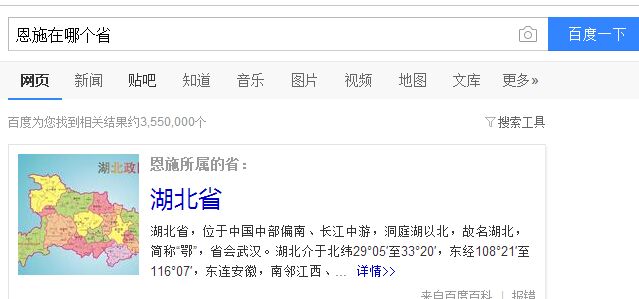 恩施在哪个省
百度一下
网页 新闻 贴吧 知道 音乐 图片 视频 地图 文库 更多»
百度为您找到相关结果约3,550,000个
搜索工具
湖北政
恩施所属的省：
湖北省
湖北省，位于中国中部偏南、长江中游，洞庭湖以北，故名湖北，
简称“鄂”，省会武汉。湖北介于北纬29°05′至33°20′，东经108°21′至
116°07′，东连安徽，南邻江西、... 详情>>
来自百度百科 | 报错